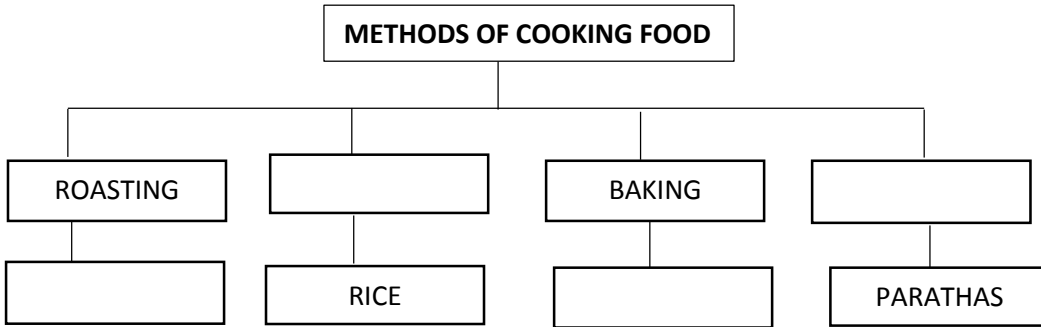 METHODS OF COOKING FOOD
ROASTING
BAKING
RICE
PARATHAS